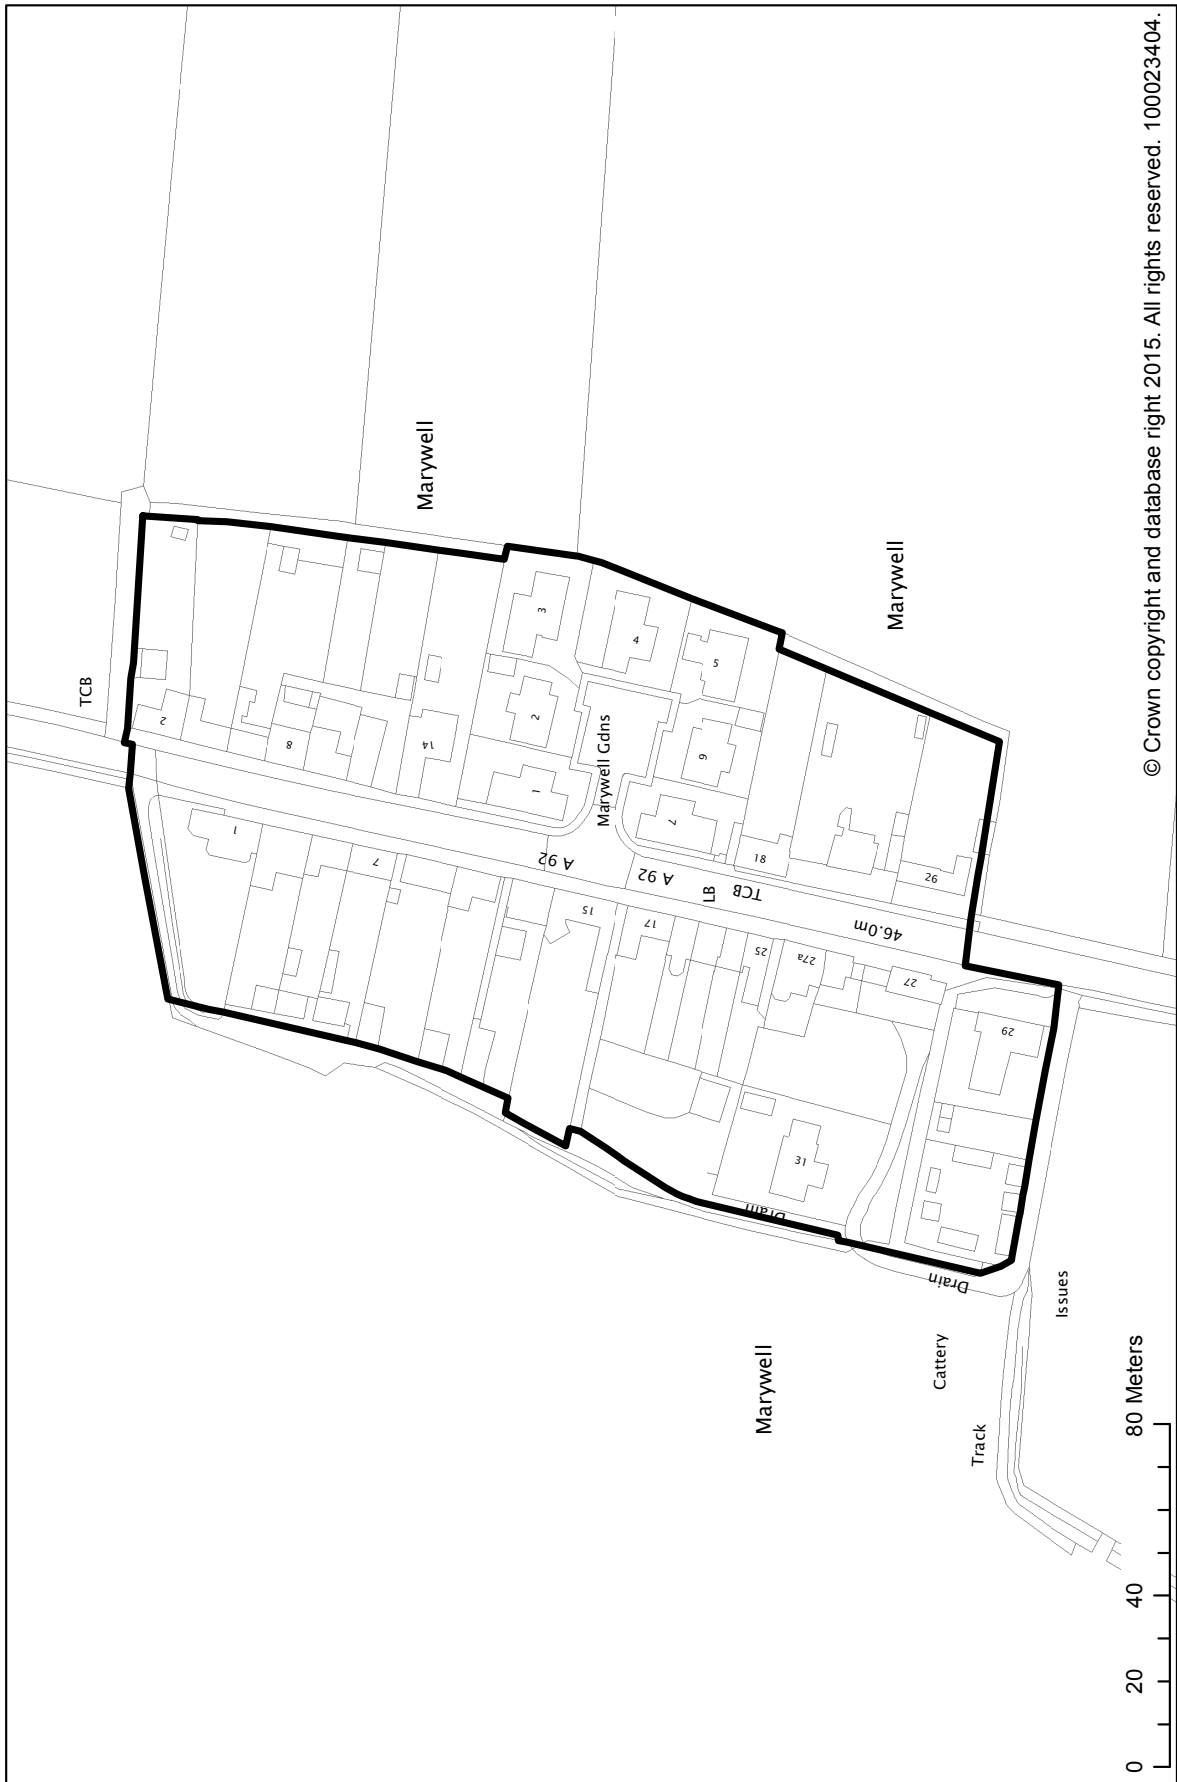 TCB
Marywell
Marywell
2
8
14
1
2
3
4
5
6
7
Marywell Gdns
18
26
A 92
A 92
LB
TCB
46.0m
1
7
15
17
25
27a
27
29
31
Drain
Drain
Marywell
Cattery
Track
Issues
0 20 40 80 Meters
© Crown copyright and database right 2015. All rights reserved. 100023404.